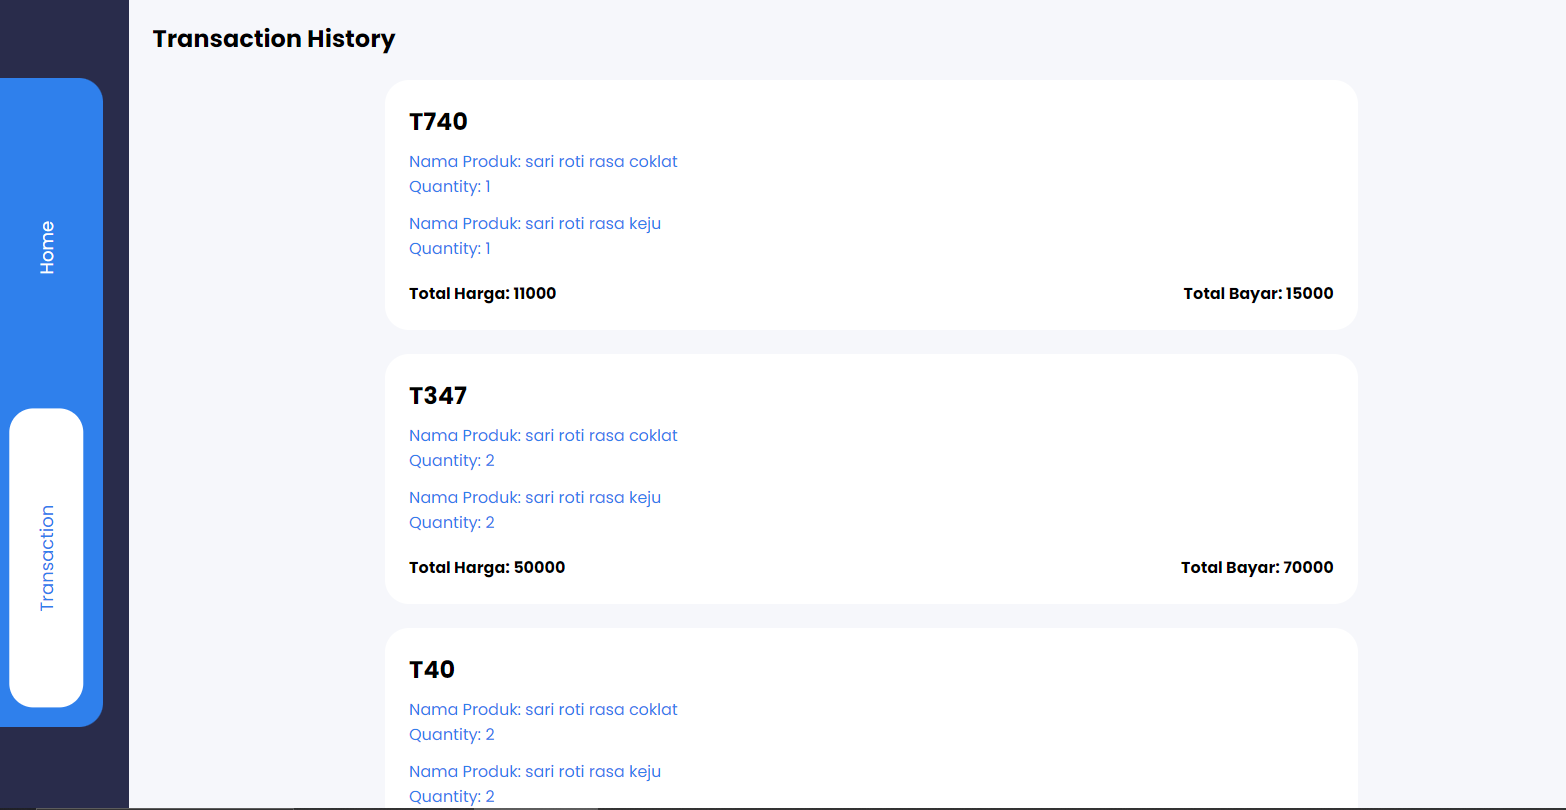 Transaction History
Home
Transaction
T740
Nama Produk: sari roti rasa coklat
Quantity: 1
Nama Produk: sari roti rasa keju
Quantity: 1
Total Harga: 11000 Total Bayar: 15000
T347
Nama Produk: sari roti rasa coklat
Quantity: 2
Nama Produk: sari roti rasa keju
Quantity: 2
Total Harga: 50000 Total Bayar: 70000
T40
Nama Produk: sari roti rasa coklat
Quantity: 2
Nama Produk: sari roti rasa keju
Quantity: 2